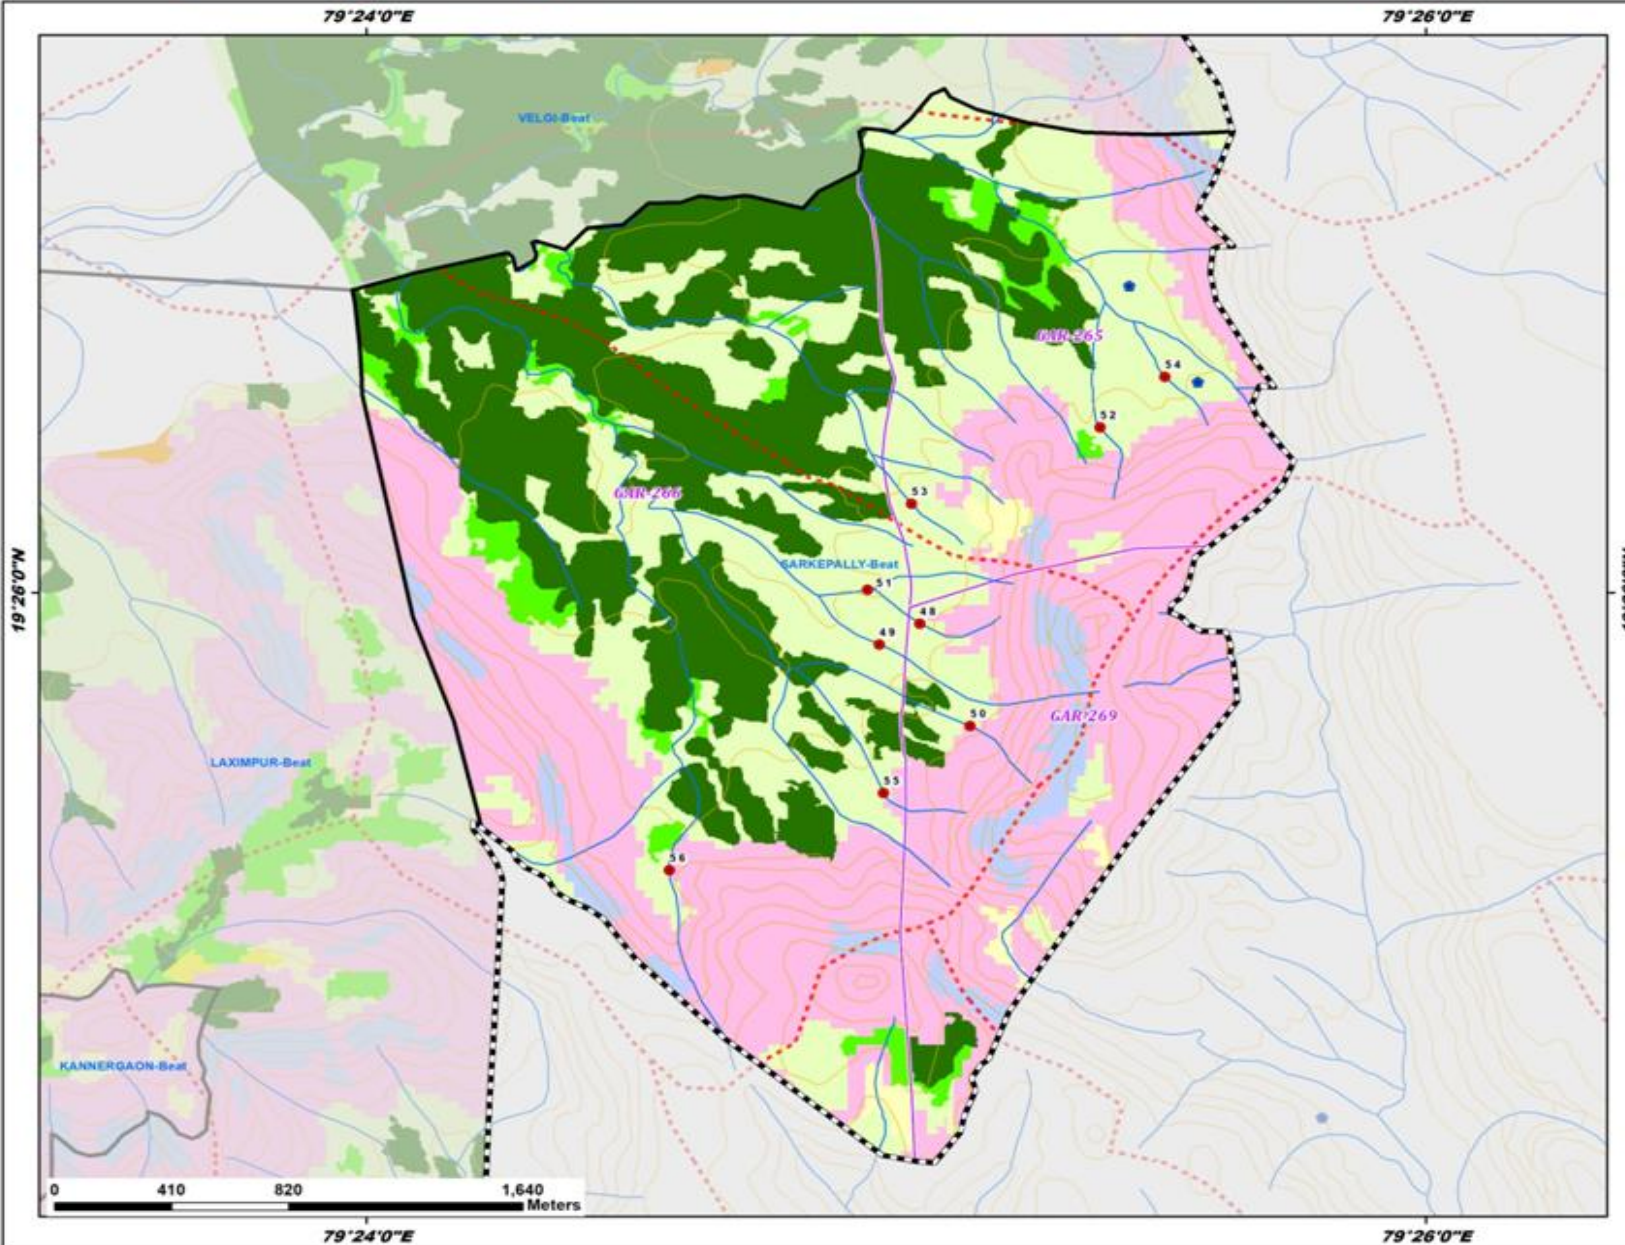 79°24'0"E
79°26'0"E
VELGI-Beat
GAR-265
54
52
GAR-266
53
SARKEPALLY-Beat
51
19°26'0"N
48
49
50
GAR-269
LAXIMPUR-Beat
55
56
KANNERGAON-Beat
0 410 820 1,640
Meters
79°24'0"E
79°26'0"E